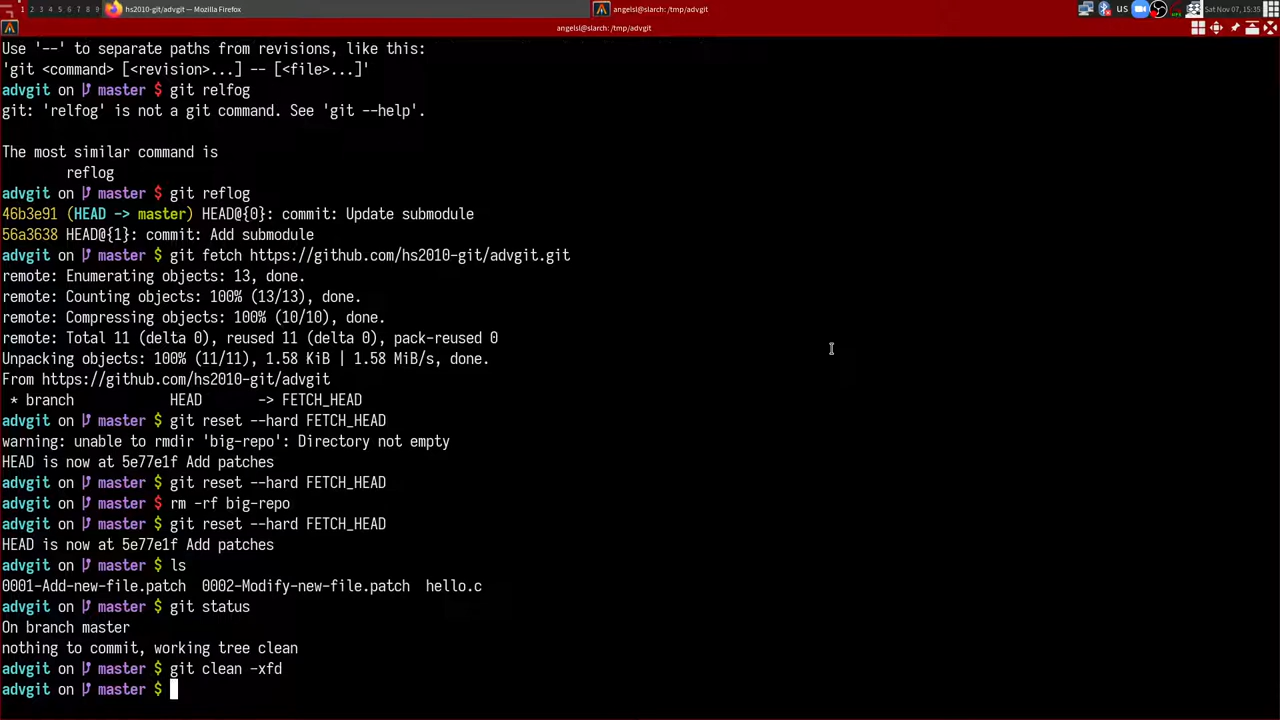 1 2 3 4 5 6 7 8 9 hs2010-git/advgit — Mozilla Firefox angelsl@slarch: /tmp/advgit US Sat Nov 07, 15:35
angelsl@slarch: /tmp/advgit
Use '--' to separate paths from revisions, like this:
'git <command> [<revision>...] -- [<file>...]'
advgit on master $ git relfog
git: 'relfog' is not a git command. See 'git --help'.
The most similar command is
reflog
advgit on master $ git reflog
46b3e91 (HEAD -> master) HEAD@{0}: commit: Update submodule
56a3638 HEAD@{1}: commit: Add submodule
advgit on master $ git fetch https://github.com/hs2010-git/advgit.git
remote: Enumerating objects: 13, done.
remote: Counting objects: 100% (13/13), done.
remote: Compressing objects: 100% (10/10), done.
remote: Total 11 (delta 0), reused 11 (delta 0), pack-reused 0
Unpacking objects: 100% (11/11), 1.58 KiB | 1.58 MiB/s, done.
From https://github.com/hs2010-git/advgit
* branch HEAD -> FETCH_HEAD
advgit on master $ git reset --hard FETCH_HEAD
warning: unable to rmdir 'big-repo': Directory not empty
HEAD is now at 5e77e1f Add patches
advgit on master $ git reset --hard FETCH_HEAD
advgit on master $ rm -rf big-repo
advgit on master $ git reset --hard FETCH_HEAD
HEAD is now at 5e77e1f Add patches
advgit on master $ ls
0001-Add-new-file.patch 0002-Modify-new-file.patch hello.c
advgit on master $ git status
On branch master
nothing to commit, working tree clean
advgit on master $ git clean -xfd
advgit on master $